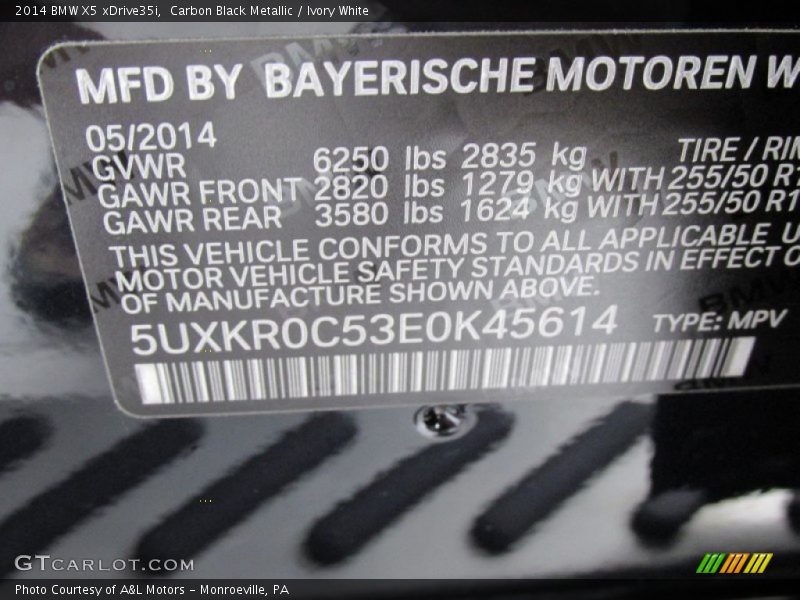 2014 BMW X5 xDrive35i,  Carbon Black Metallic / Ivory White
MFD BY BAYERISCHE MOTOREN W
05/2014
GVWR 6250 lbs 2835 kg TIRE / RIM
GAWR FRONT 2820 lbs 1279 kg WITH 255/50 R1
GAWR REAR 3580 lbs 1624 kg WITH 255/50 R1
THIS VEHICLE CONFORMS TO ALL APPLICABLE U
MOTOR VEHICLE SAFETY STANDARDS IN EFFECT O
OF MANUFACTURE SHOWN ABOVE.
5UXKR0C53E0K45614 TYPE: MPV
GTCARLOT.COM
Photo Courtesy of A&L Motors – Monroeville, PA